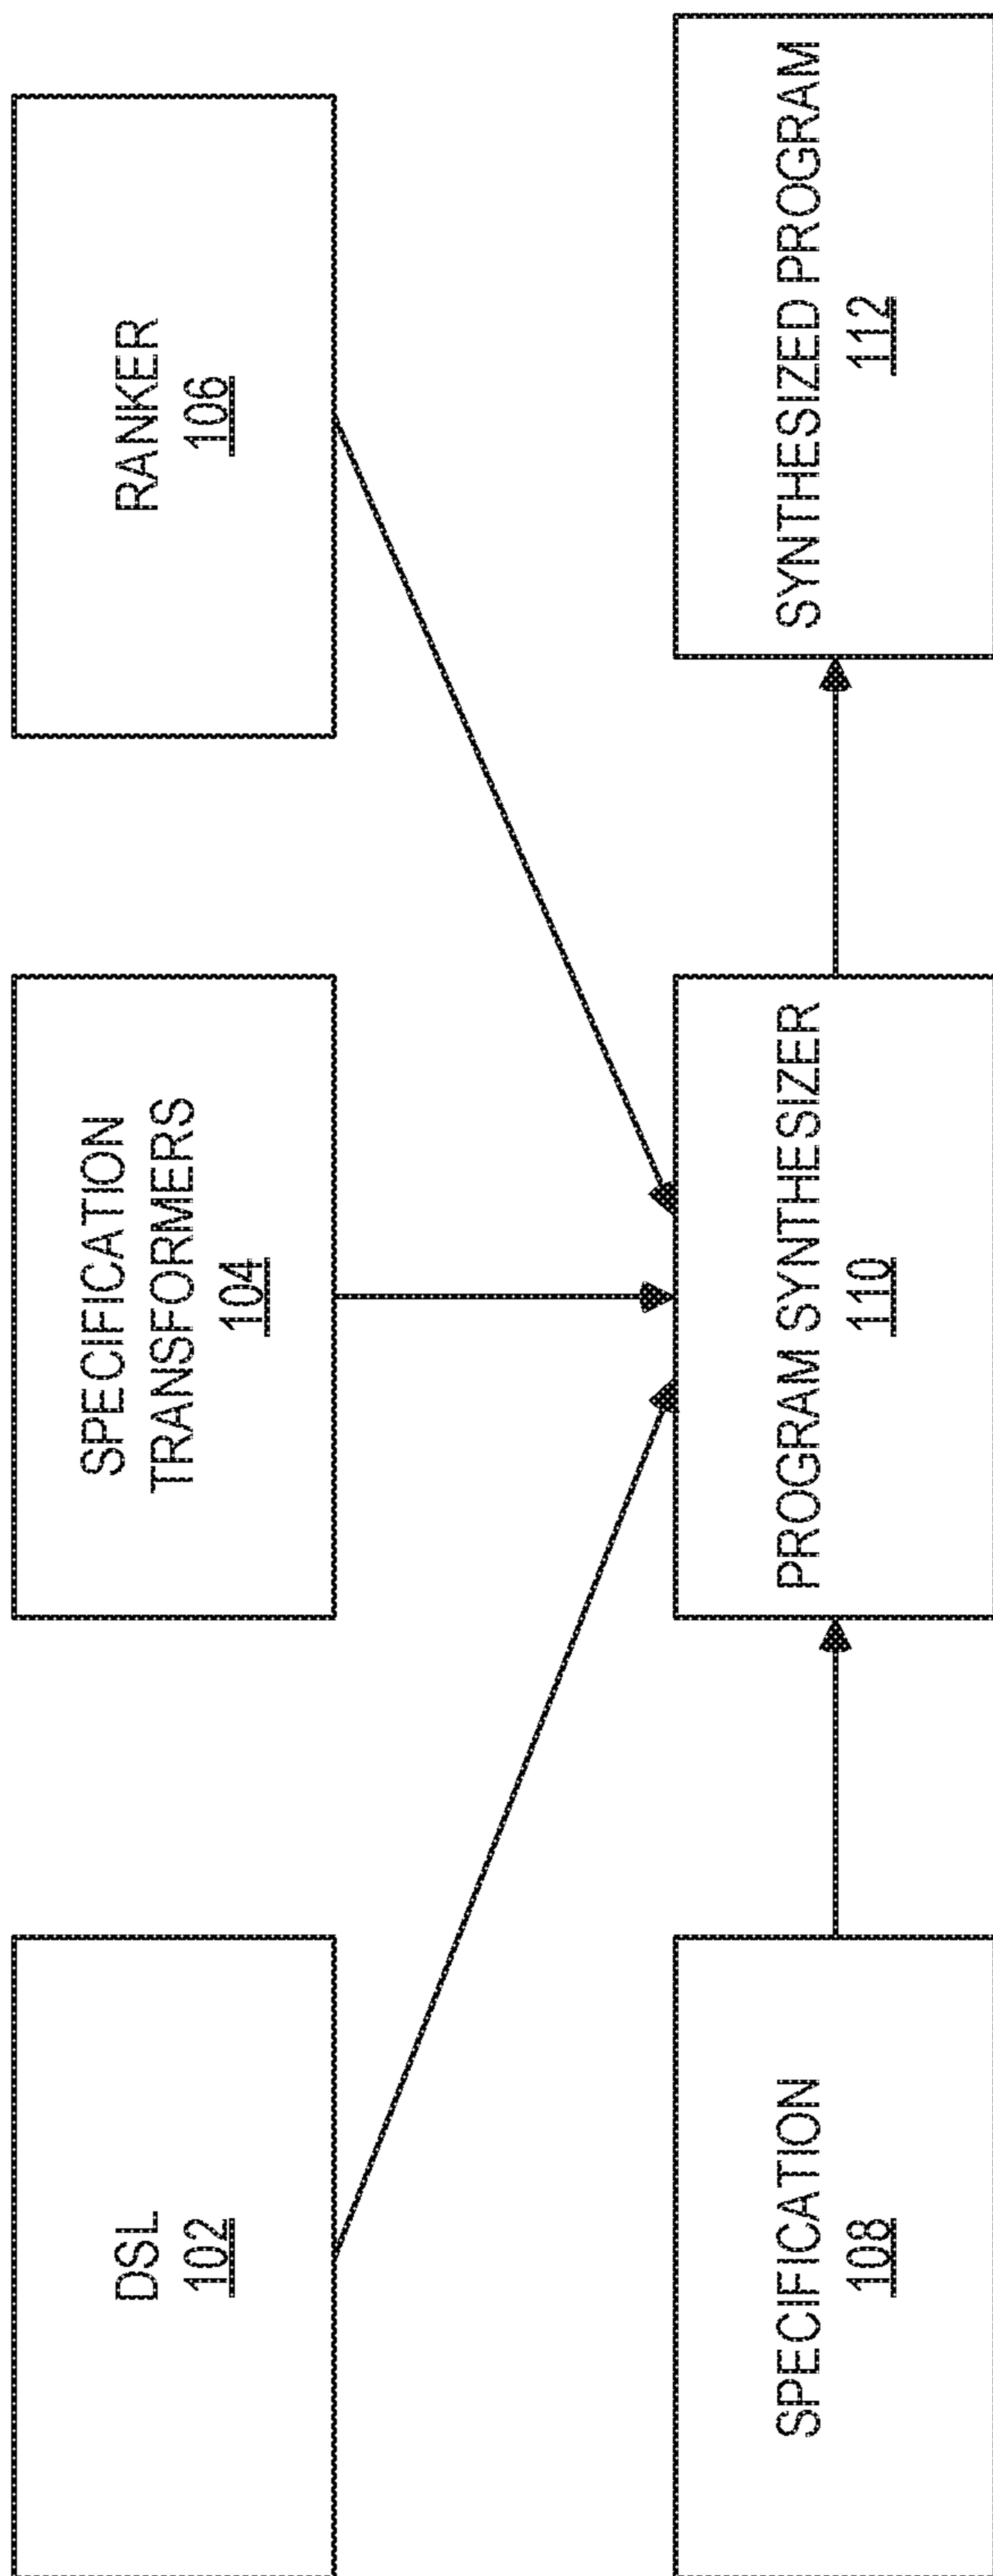 DSL
102
SPECIFICATION
TRANSFORMERS
104
RANKER
106
SPECIFICATION
108
PROGRAM SYNTHESIZER
110
SYNTHESIZED PROGRAM
112